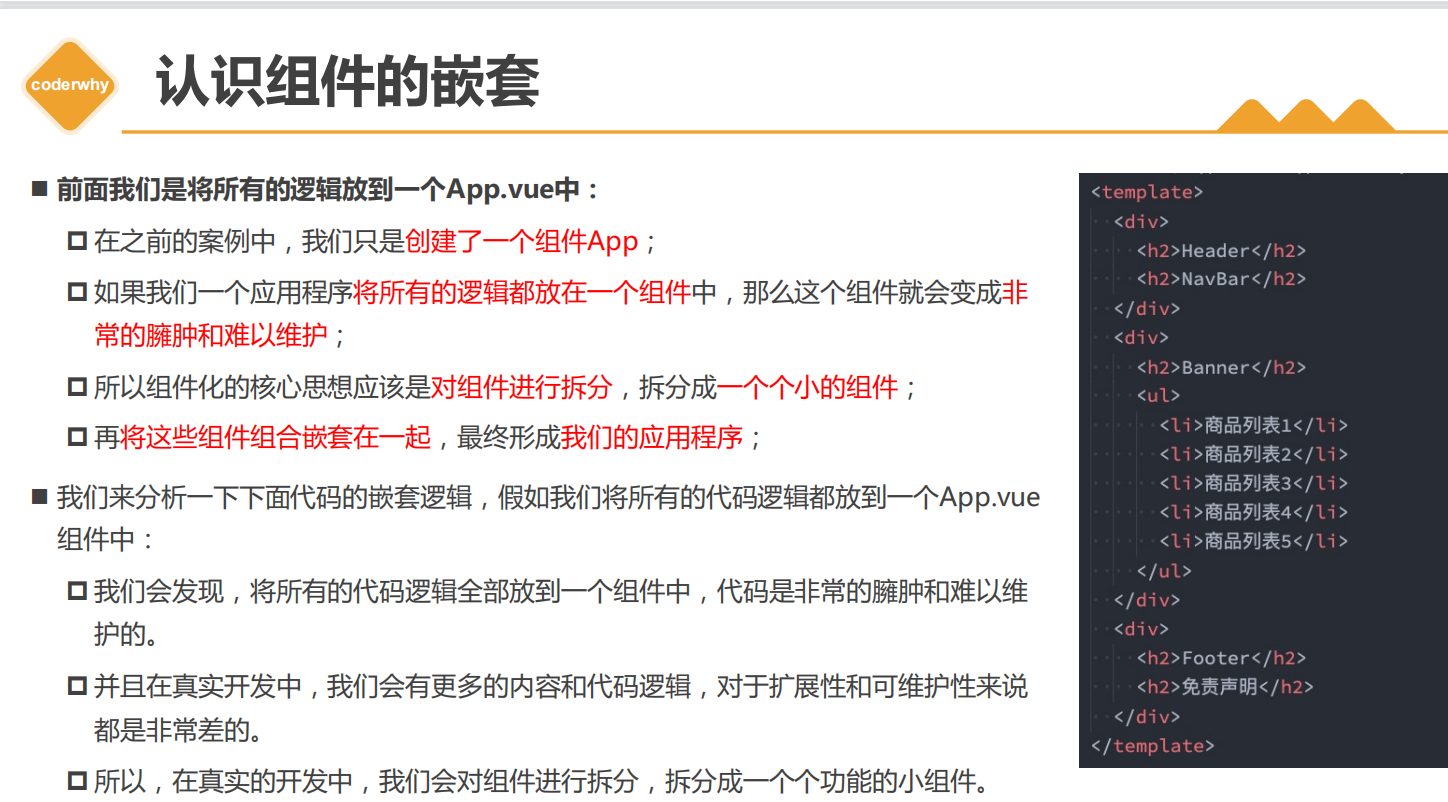 coderwhy
认识组件的嵌套
前面我们是将所有的逻辑放到一个App.vue中：
在之前的案例中，我们只是创建了一个组件App；
如果我们一个应用程序将所有的逻辑都放在一个组件中，那么这个组件就会变成非
常的臃肿和难以维护；
所以组件化的核心思想应该是对组件进行拆分，拆分成一个个小的组件；
再将这些组件组合嵌套在一起，最终形成我们的应用程序；
我们来分析一下下面代码的嵌套逻辑，假如我们将所有的代码逻辑都放到一个App.vue
组件中：
我们会发现，将所有的代码逻辑全部放到一个组件中，代码是非常的臃肿和难以维
护的。
并且在真实开发中，我们会有更多的内容和代码逻辑，对于扩展性和可维护性来说
都是非常差的。
所以，在真实的开发中，我们会对组件进行拆分，拆分成一个个功能的小组件。
<template>
<div>
<h2>Header</h2>
<h2>NavBar</h2>
</div>
<div>
<h2>Banner</h2>
<ul>
<li>商品列表1</li>
<li>商品列表2</li>
<li>商品列表3</li>
<li>商品列表4</li>
<li>商品列表5</li>
</ul>
</div>
<div>
<h2>Footer</h2>
<h2>免责声明</h2>
</div>
</template>